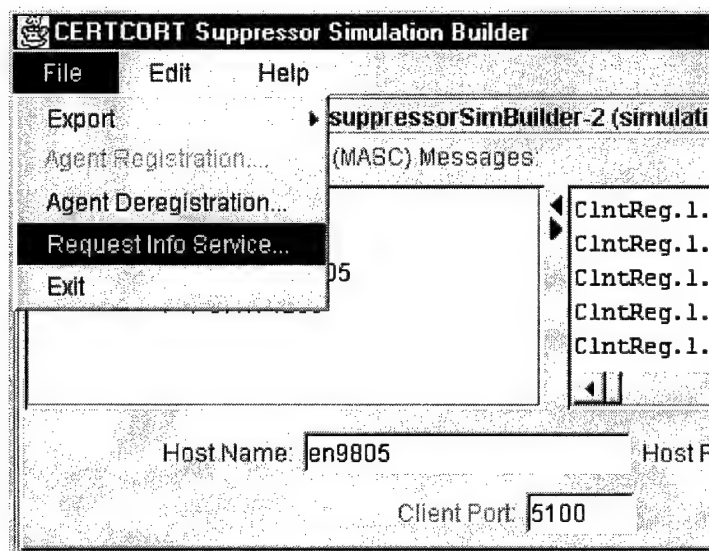 CERTCORT Suppressor Simulation Builder
File Edit Help
Export suppressorSimBuilder-2 (simulati
Agent Registration... (MASC) Messages:
Agent Deregistration... ClntReg.l.
Request Info Service... ClntReg.l.
05 ClntReg.l.
Exit ClntReg.l.
ClntReg.l.
Host Name: en9805 Host P
Client Port: 5100